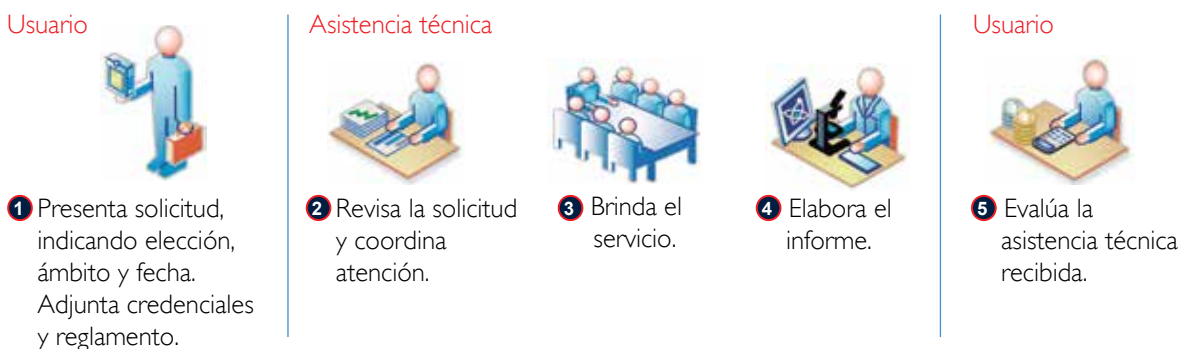 Usuario
Asistencia técnica
Usuario
1 Presenta solicitud,
indicando elección,
ámbito y fecha.
Adjunta credenciales
y reglamento.
2 Revisa la solicitud
y coordina
atención.
3 Brinda el
servicio.
4 Elabora el
informe.
5 Evalúa la
asistencia técnica
recibida.